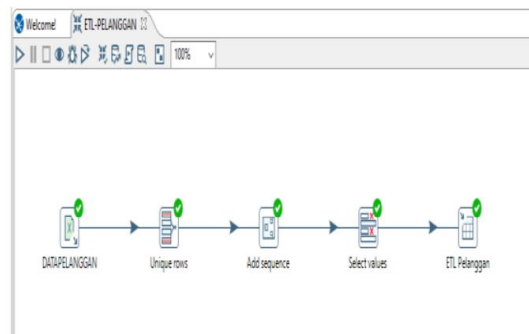 Welcome! ETL-PELANGGAN
100%
DATAPELANGGAN Unique rows Add sequence Select values ETL Pelanggan